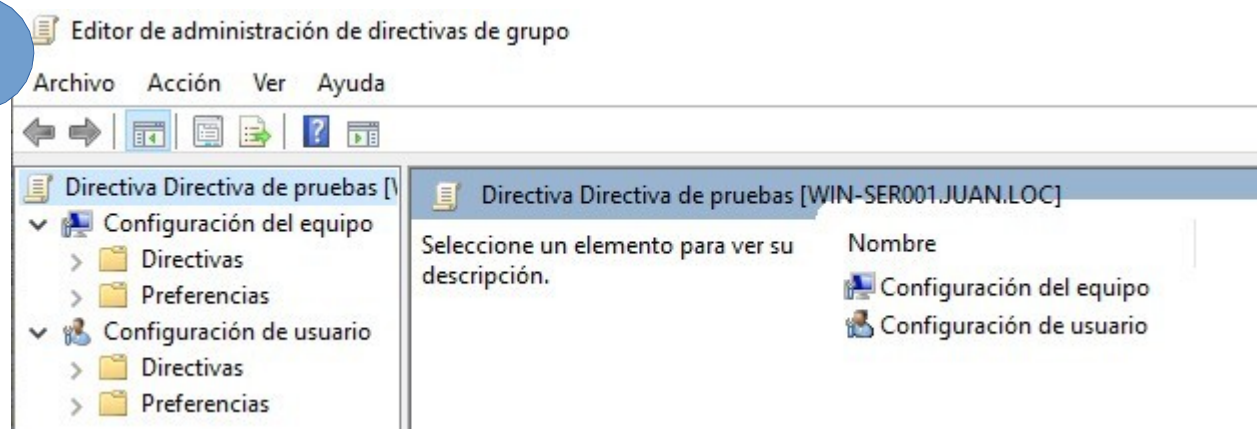 Editor de administración de directivas de grupo
Archivo Acción Ver Ayuda
Directiva Directiva de pruebas [
Configuración del equipo
Directivas
Preferencias
Configuración de usuario
Directivas
Preferencias
Directiva Directiva de pruebas [WIN-SER001.JUAN.LOC]
Seleccione un elemento para ver su
descripción.
Nombre
Configuración del equipo
Configuración de usuario